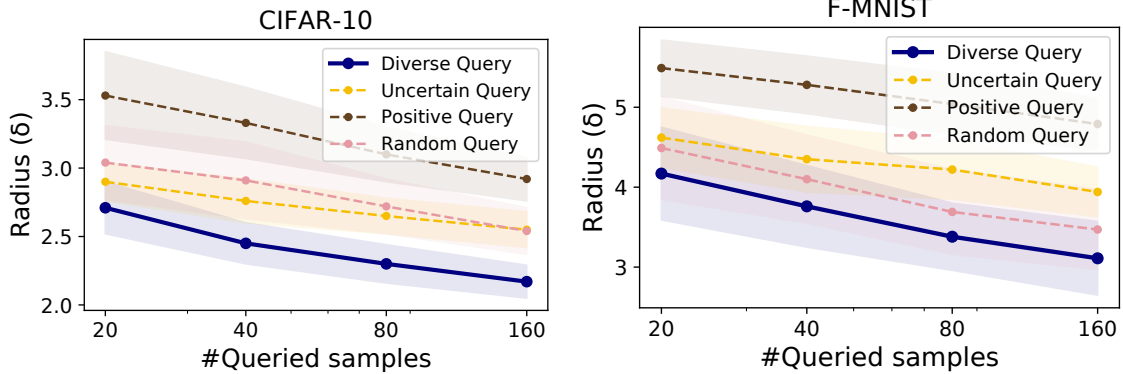 CIFAR-10
Radius (δ)
3.5
3.0
2.5
2.0
Diverse Query
Uncertain Query
Positive Query
Random Query
20
40
80
160
#Queried samples
F-MNIST
Radius (δ)
5
4
3
Diverse Query
Uncertain Query
Positive Query
Random Query
20
40
80
160
#Queried samples